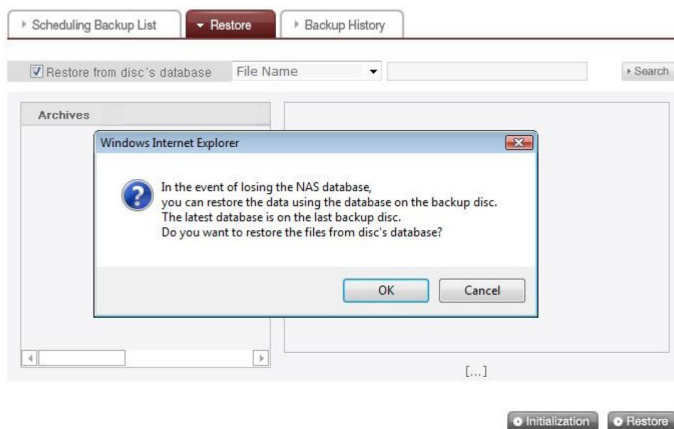 Scheduling Backup List
Restore
Backup History
Restore from disc's database
File Name
Search
Archives
Windows Internet Explorer
In the event of losing the NAS database,
you can restore the data using the database on the backup disc.
The latest database is on the last backup disc.
Do you want to restore the files from disc's database?
OK
Cancel
[...]
Initialization
Restore